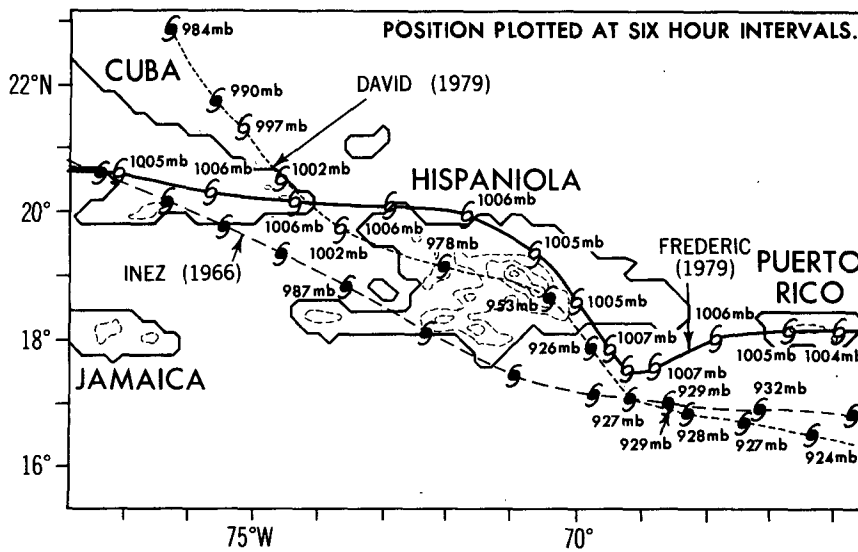 984mb
POSITION PLOTTED AT SIX HOUR INTERVALS.
CUBA
22°N
990mb
DAVID (1979)
997mb
1005mb
1006mb
1002mb
HISPANIOLA
1006mb
20°
1006mb
1002mb
1006mb
978mb
1005mb
FREDERIC
(1979)
PUERTO
RICO
INEZ (1966)
987mb
953mb
1005mb
1006mb
18°
926mb
1007mb
1007mb
1005mb
1004mb
JAMAICA
927mb
929mb
932mb
929mb
928mb
927mb
924mb
16°
75°W
70°